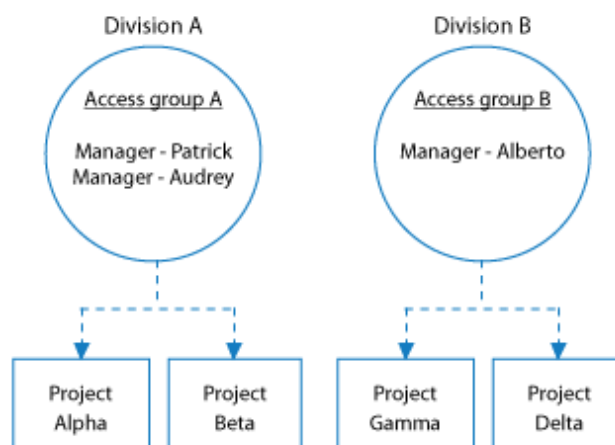 Division A
Division B
Access group A
Manager - Patrick
Manager - Audrey
Access group B
Manager - Alberto
Project
Alpha
Project
Beta
Project
Gamma
Project
Delta